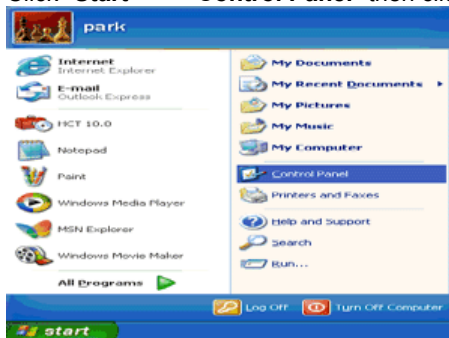 park
Internet
Internet Explorer
E-mail
Outlook Express
HCT 10.0
Notepad
Paint
Windows Media Player
MSN Explorer
Windows Movie Maker
All Programs
My Documents
My Recent Documents
My Pictures
My Music
My Computer
Control Panel
Printers and Faxes
Help and Support
Search
Run...
Log Off
Turn Off Computer
start